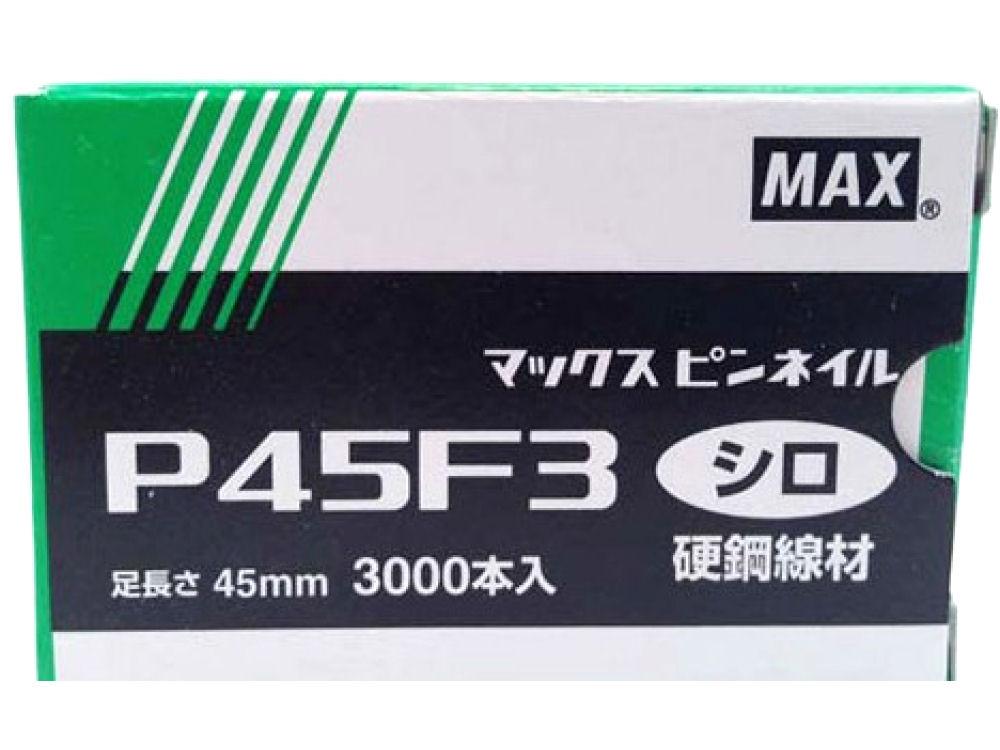 MAX®
マックス ピンネイル
P45F3 シロ
硬鋼線材
足長さ 45mm 3000本入